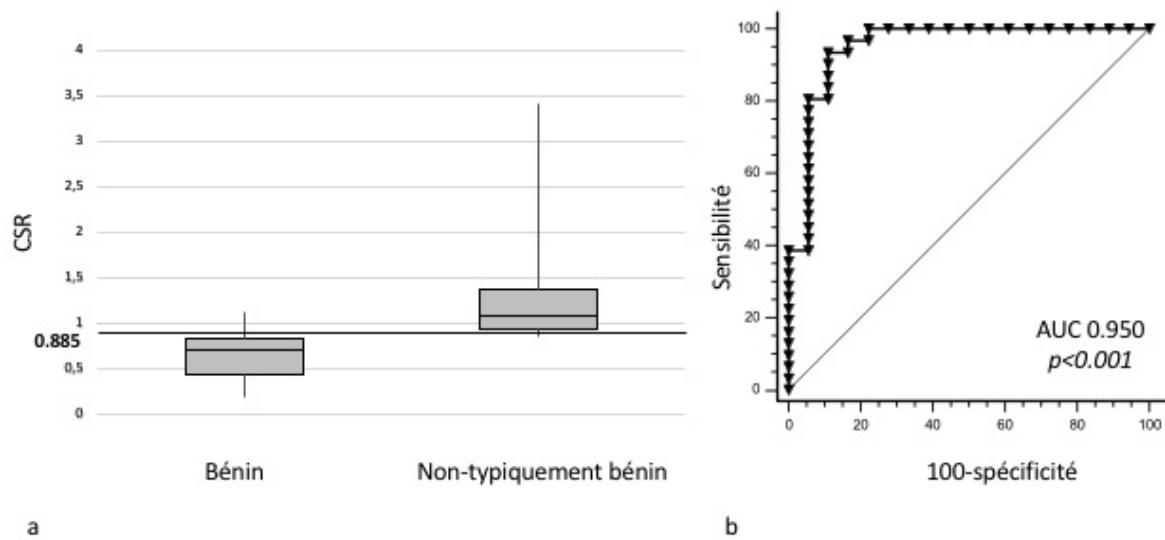 4
3,5
3
2,5
2
1,5
1
0.885
0,5
0
CSR
Bénin
Non-typiquement bénin
a
100
80
60
40
20
0
Sensibilité
AUC 0.950
p<0.001
0 20 40 60 80 100
100-spécificité
b